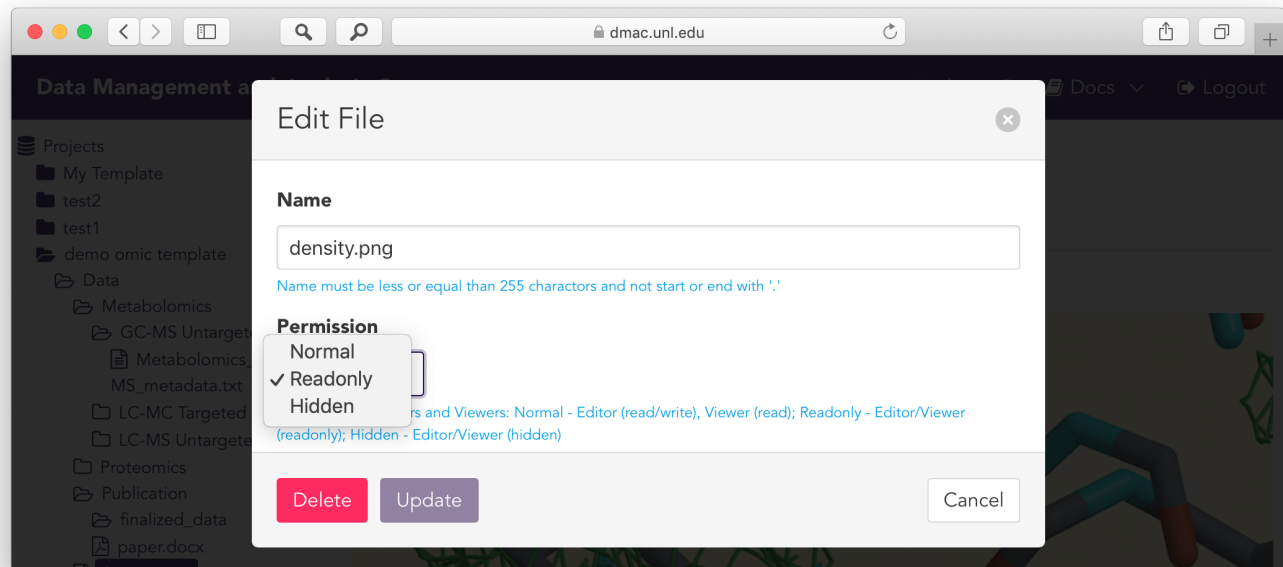 dmac.unl.edu
Data Management a
Docs
Logout
Projects
My Template
test2
test1
demo omic template
Data
Metabolomics
GC-MS Untarget
Metabolomics_
MS_metadata.txt
LC-MC Targeted
LC-MS Untargete
Proteomics
Publication
finalized_data
paper.docx
Edit File
Name
density.png
Name must be less or equal than 255 charactors and not start or end with '.'
Permission
Normal
✓ Readonly
Hidden
rs and Viewers: Normal - Editor (read/write), Viewer (read); Readonly - Editor/Viewer
(readonly); Hidden - Editor/Viewer (hidden)
Delete
Update
Cancel